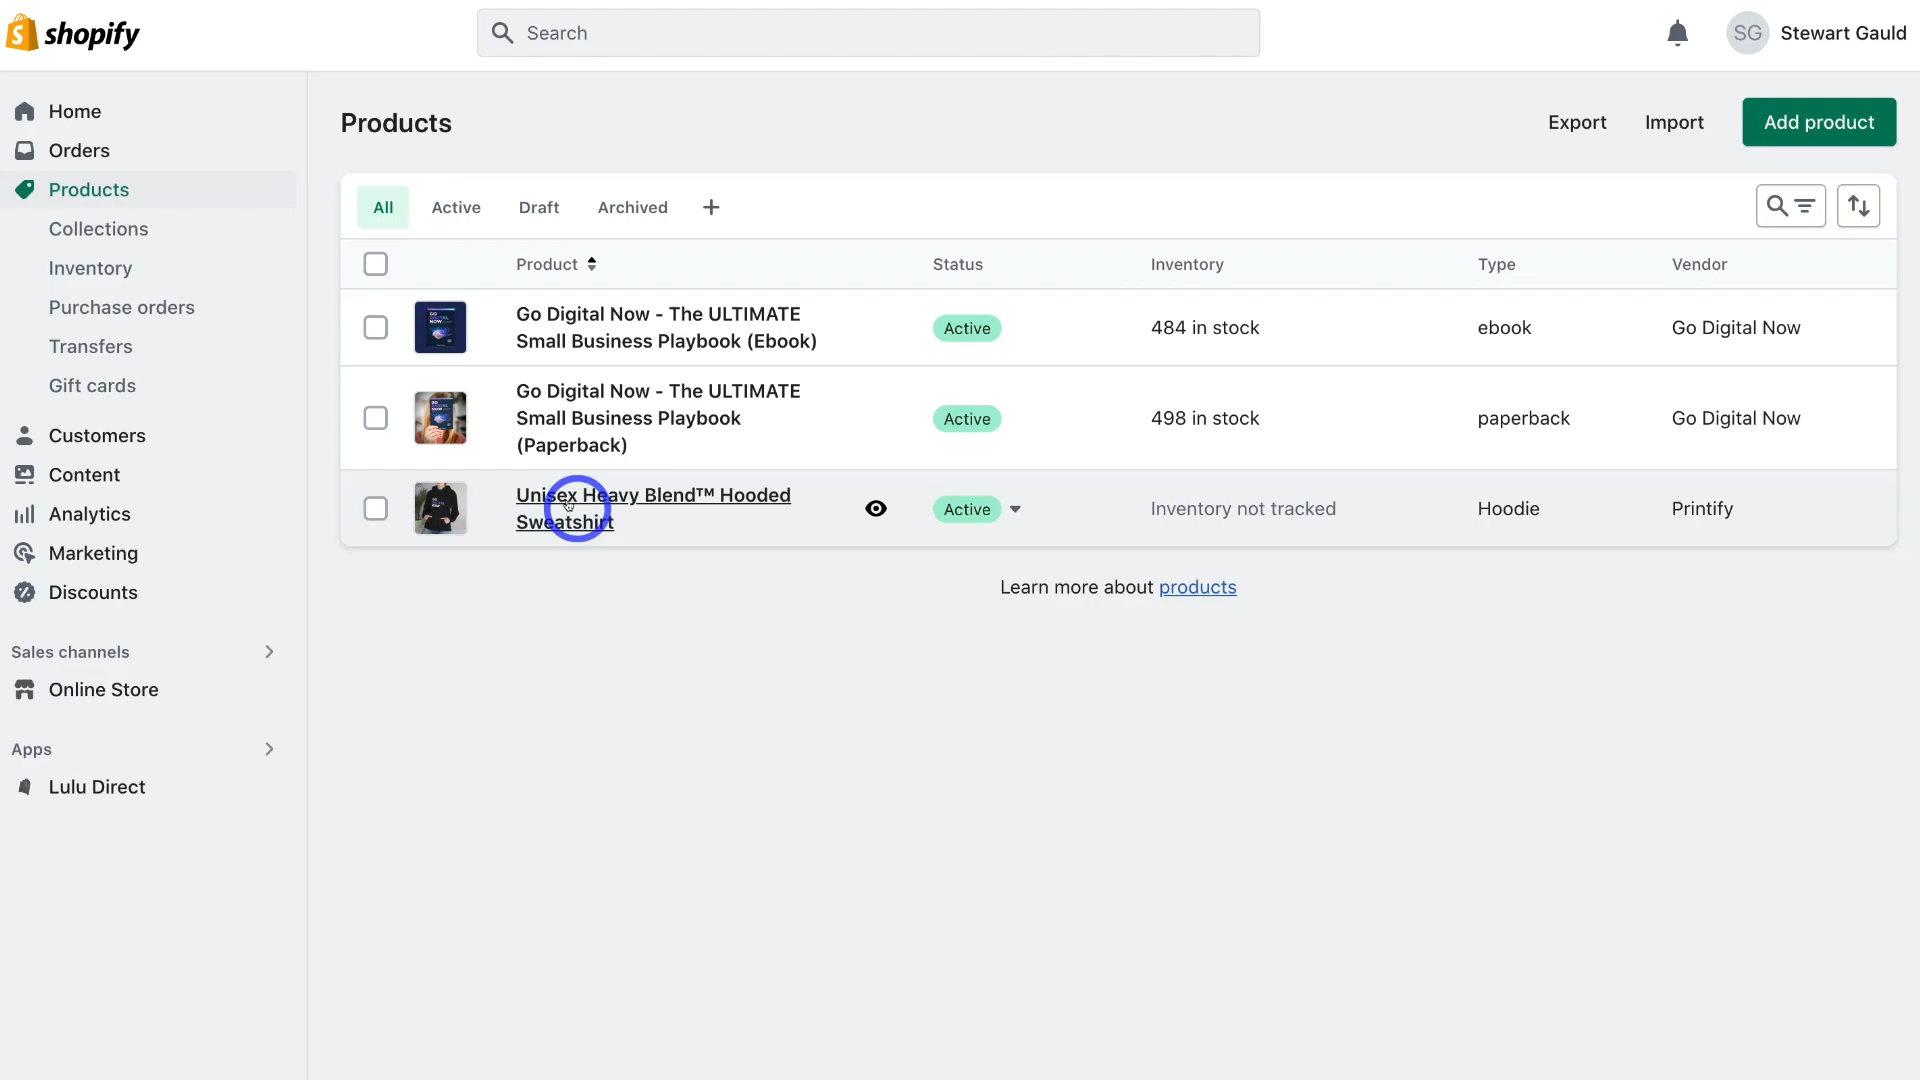 shopify
Search
SG
Stewart Gauld
Home
Orders
Products
Collections
Inventory
Purchase orders
Transfers
Gift cards
Customers
Content
Analytics
Marketing
Discounts
Sales channels
Online Store
Apps
Lulu Direct
Products
Export
Import
Add product
All
Active
Draft
Archived
Product
Status
Inventory
Type
Vendor
Go Digital Now - The ULTIMATE
Small Business Playbook (Ebook)
Active
484 in stock
ebook
Go Digital Now
Go Digital Now - The ULTIMATE
Small Business Playbook
(Paperback)
Active
498 in stock
paperback
Go Digital Now
Unisex Heavy Blend™ Hooded
Sweatshirt
Active
Inventory not tracked
Hoodie
Printify
Learn more about products